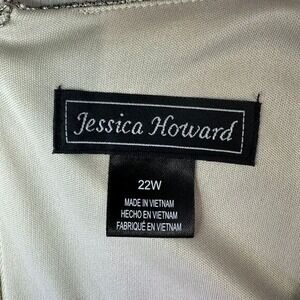 Jessica Howard
22W
MADE IN VIETNAM
HECHO EN VIETNAM
FABRIQUÉ EN VIETNAM